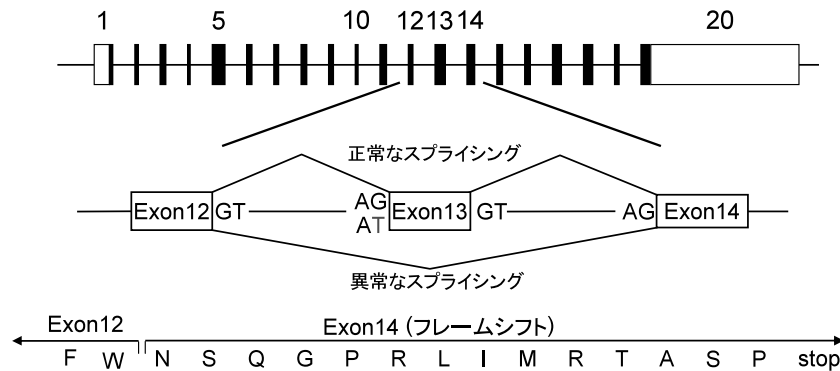 1 5 10 12 13 14 20
正常なスプライシング
Exon12 GT AG Exon13 GT AG Exon14
AT
異常なスプライシング
Exon12 Exon14（フレームシフト）
F W N S Q G P R L I M R T A S P stop